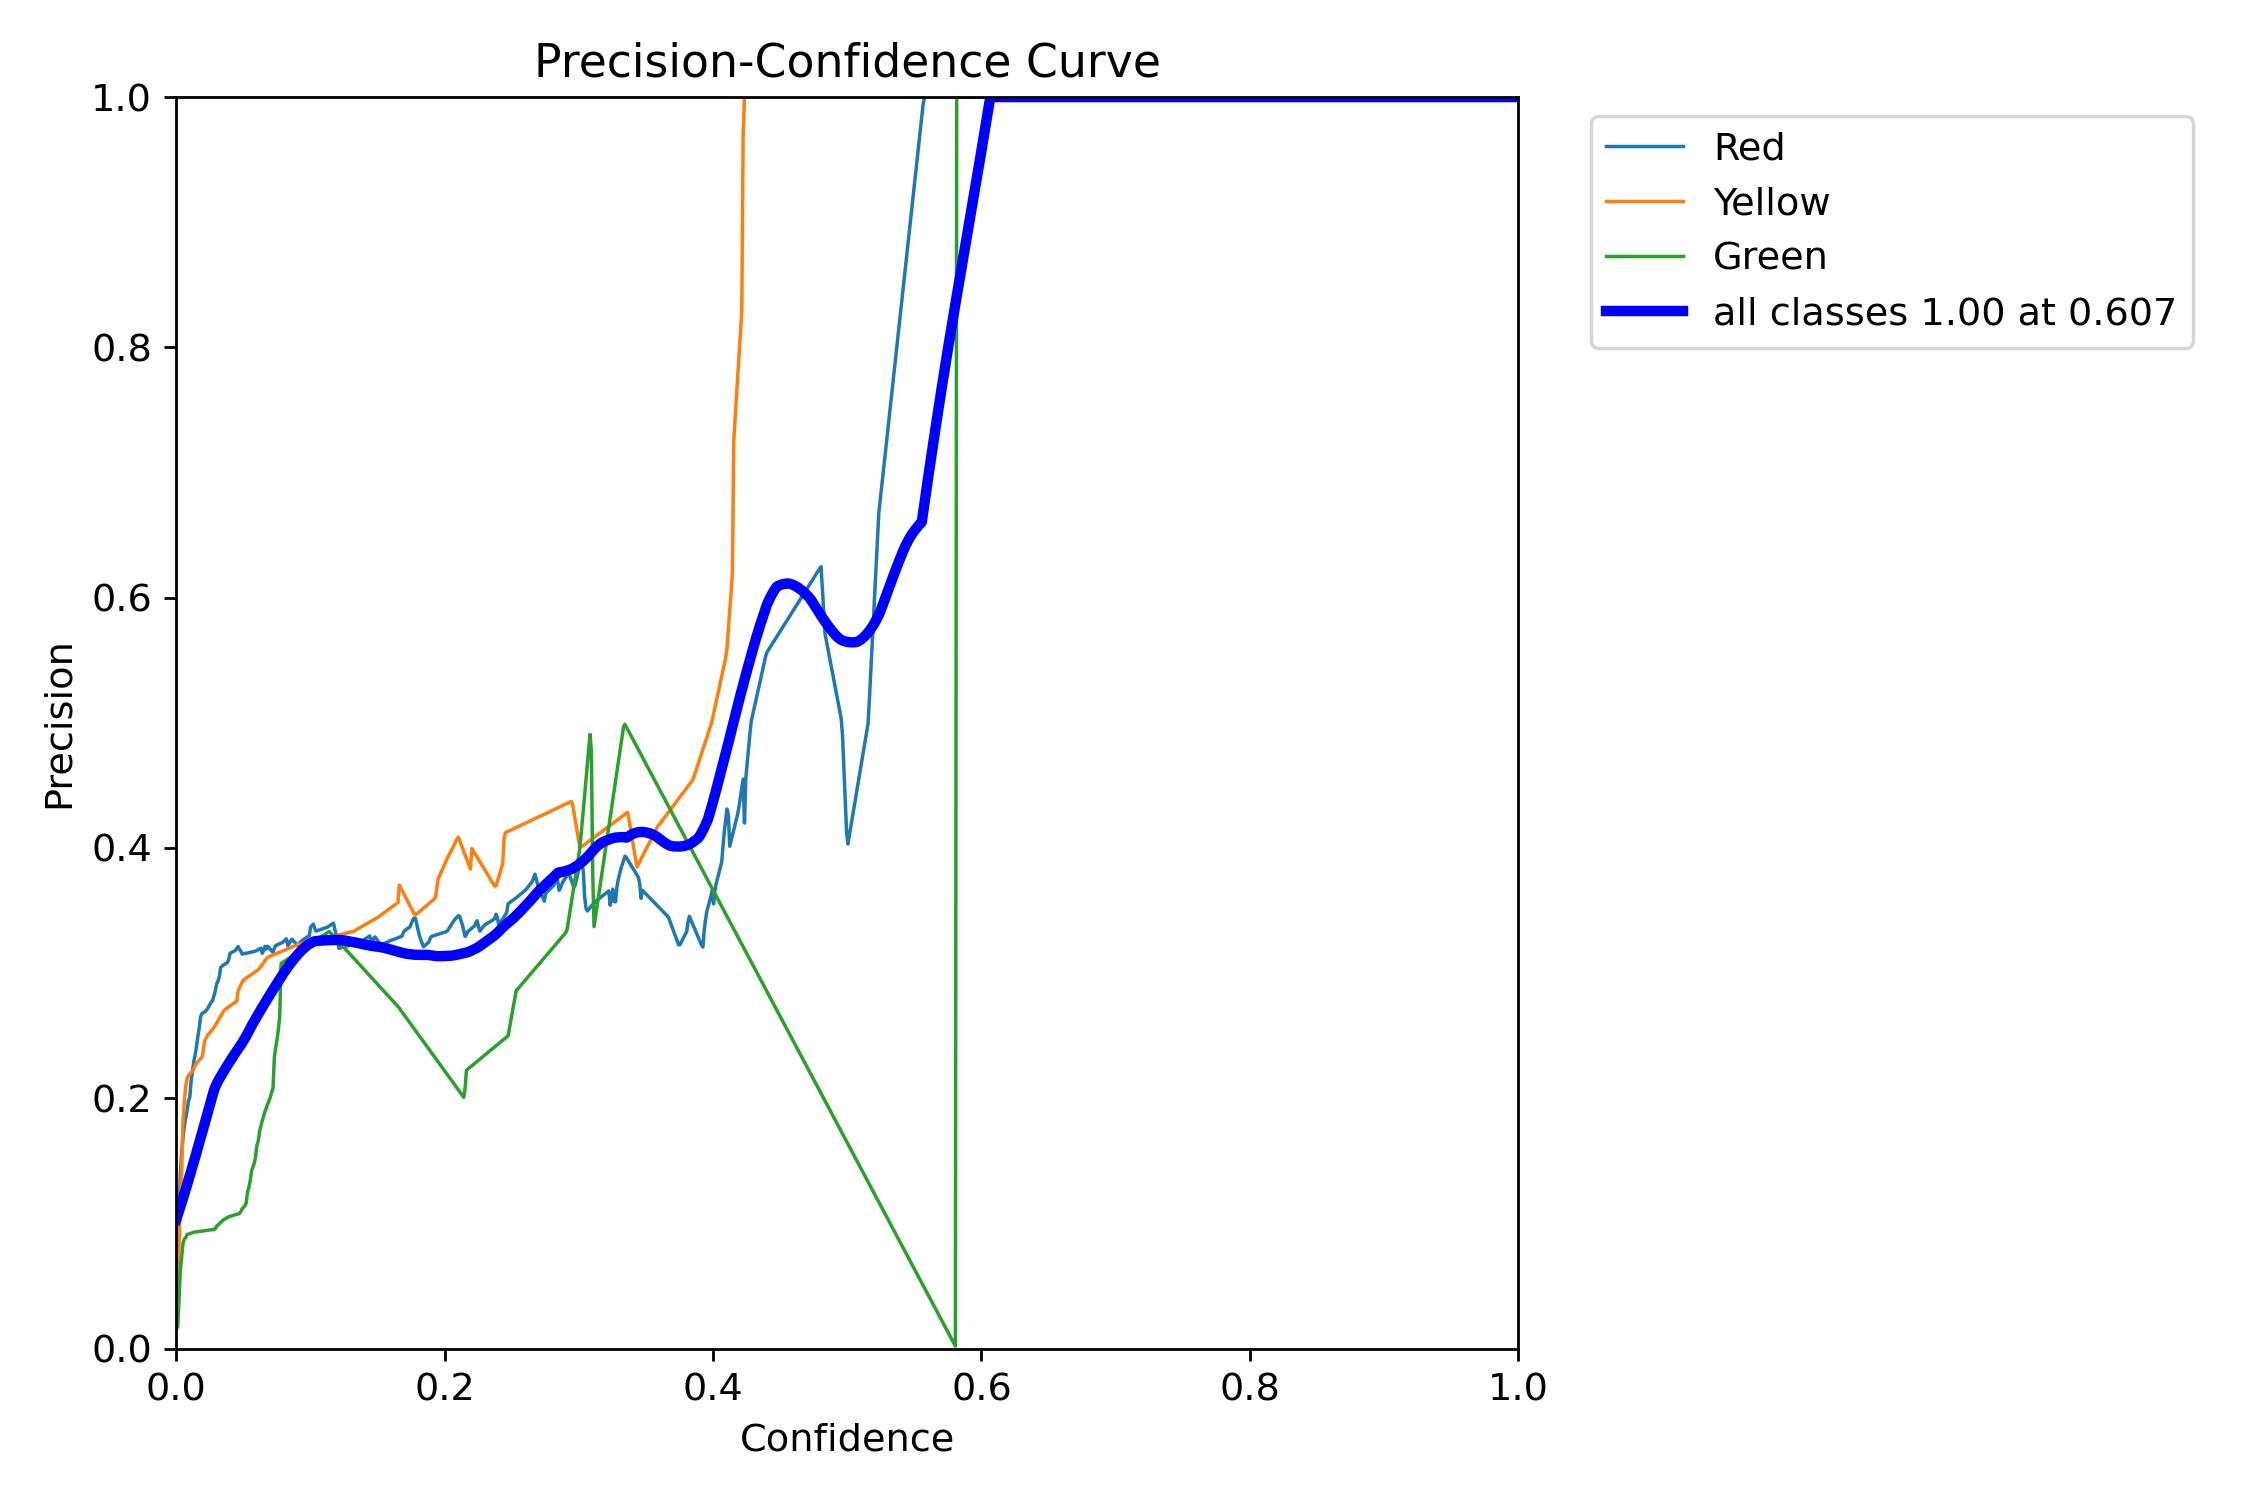 Precision-Confidence Curve
1.0
0.8
0.6
0.4
0.2
0.0
Precision
0.0 0.2 0.4 0.6 0.8 1.0
Confidence
Red
Yellow
Green
all classes 1.00 at 0.607